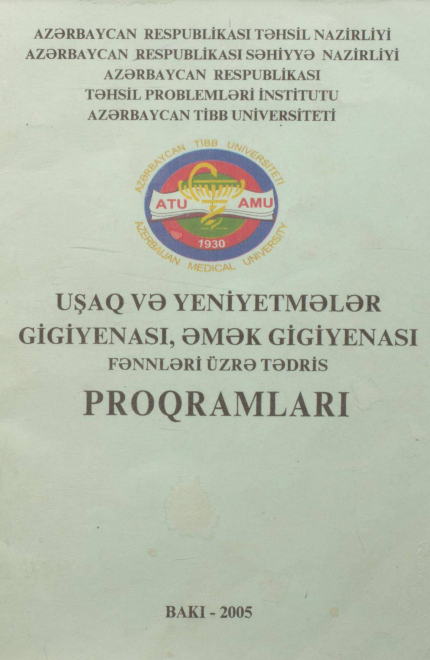 AZƏRBAYCAN RESPUBLİKASI TƏHSİL NAZİRLİYİ
AZƏRBAYCAN RESPUBLİKASI SƏHİYYƏ NAZİRLİYİ
AZƏRBAYCAN RESPUBLİKASI
TƏHSİL PROBLEMLƏRİ İNSTİTUTU
AZƏRBAYCAN TİBB UNİVERSİTETİ
AZƏRBAYCAN TİBB UNİVERSİTETİ
ATU AMU
1930
AZERBAIJAN MEDICAL UNIVERSITY
UŞAQ VƏ YENİYETMƏLƏR
GİGİYENASI, ƏMƏK GİGİYENASI
FƏNNLƏRİ ÜZRƏ TƏDRİS
PROQRAMLARI
BAKI - 2005